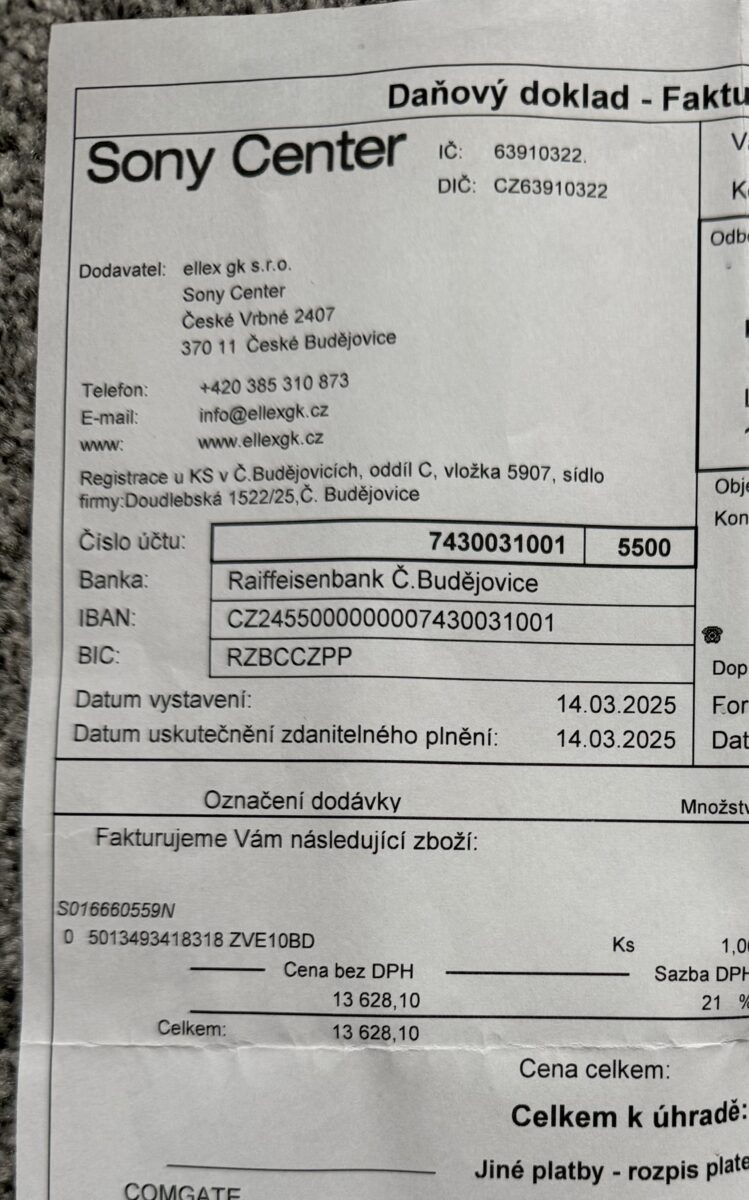 Daňový doklad - Faktu
Sony Center
IČ: 63910322.
DIČ: CZ63910322
Odbě
Dodavatel: ellex gk s.r.o.
Sony Center
České Vrbné 2407
370 11 České Budějovice
Telefon: +420 385 310 873
E-mail: info@ellexgk.cz
www: www.ellexgk.cz
Registrace u KS v Č.Budějovicích, oddíl C, vložka 5907, sídlo
firmy:Doudlebská 1522/25,Č. Budějovice
Obje
Kon
Číslo účtu: 7430031001 5500
Banka: Raiffeisenbank Č.Budějovice
IBAN: CZ2455000000007430031001
BIC: RZBCCZPP
Dop
Datum vystavení: 14.03.2025
For
Datum uskutečnění zdanitelného plnění: 14.03.2025
Dat
Označení dodávky Množstv
Fakturujeme Vám následující zboží:
S016660559N
0 5013493418318 ZVE10BD Ks 1,00
Cena bez DPH Sazba DPH
13 628,10 21 %
Celkem: 13 628,10
Cena celkem:
Celkem k úhradě:
Jiné platby - rozpis plate
COMGATE